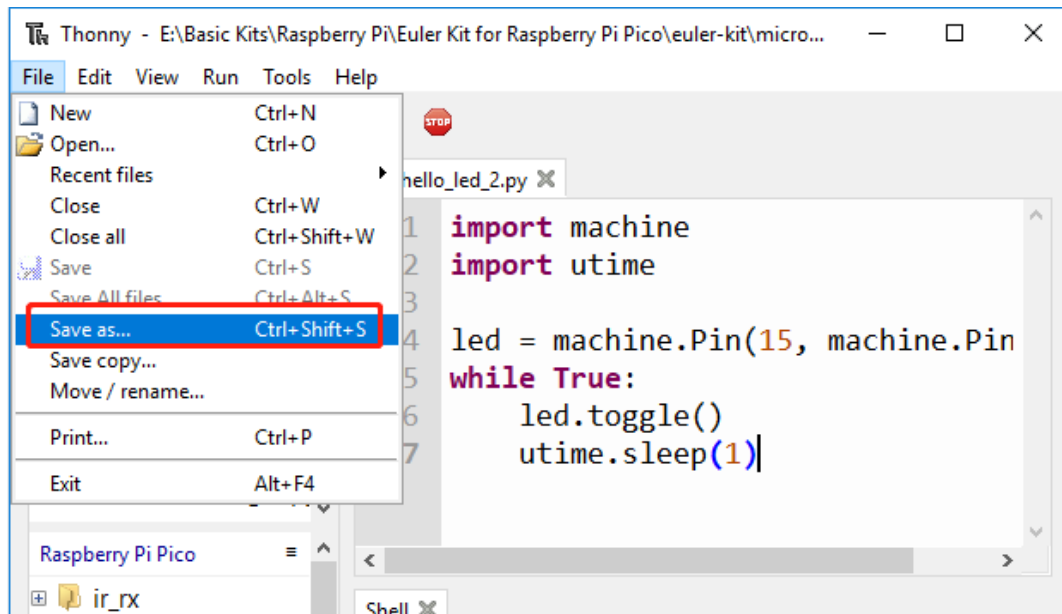 Thonny - E:\Basic Kits\Raspberry Pi\Euler Kit for Raspberry Pi Pico\euler-kit\micro...
File Edit View Run Tools Help
New Ctrl+N
Open... Ctrl+O
Recent files
Close Ctrl+W
Close all Ctrl+Shift+W
Save Ctrl+S
Save All files Ctrl+Alt+S
Save as... Ctrl+Shift+S
Save copy...
Move / rename...
Print... Ctrl+P
Exit Alt+F4
STOP
hello_led_2.py
1 import machine
2 import utime
3
4 led = machine.Pin(15, machine.Pin
5 while True:
6 led.toggle()
7 utime.sleep(1)
Raspberry Pi Pico
ir_rx
Shell